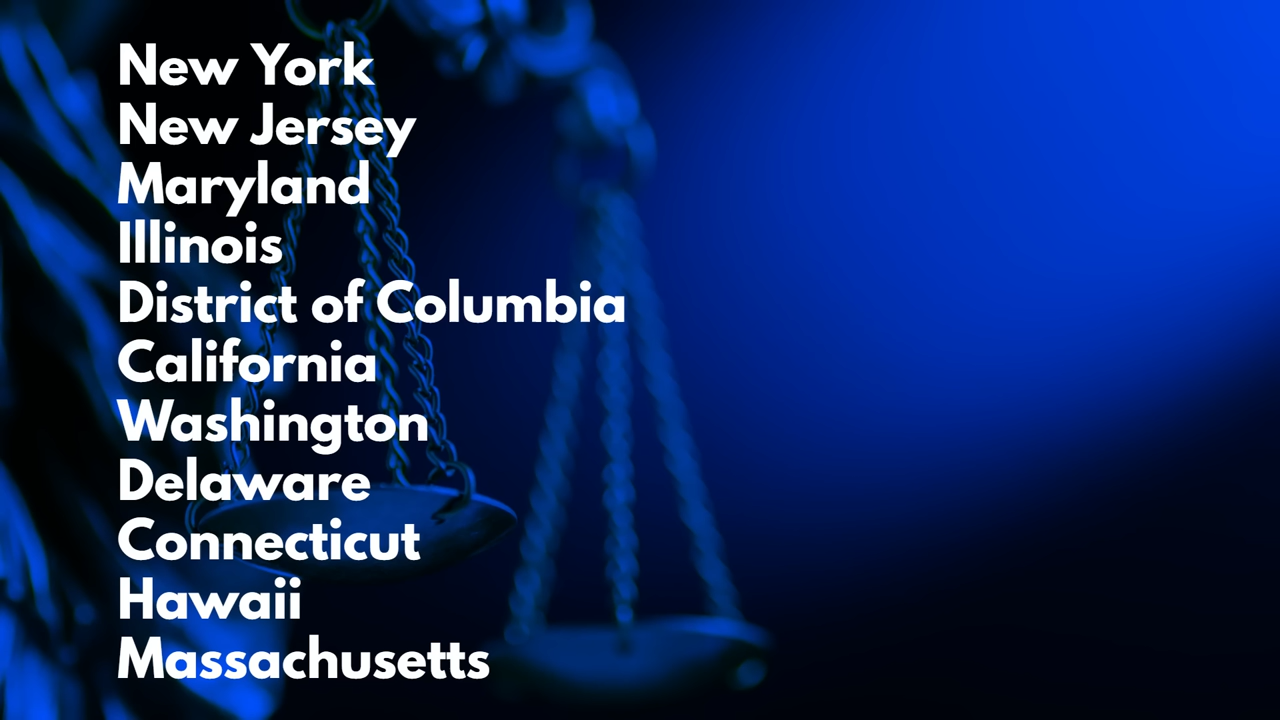 New York
New Jersey
Maryland
Illinois
District of Columbia
California
Washington
Delaware
Connecticut
Hawaii
Massachusetts